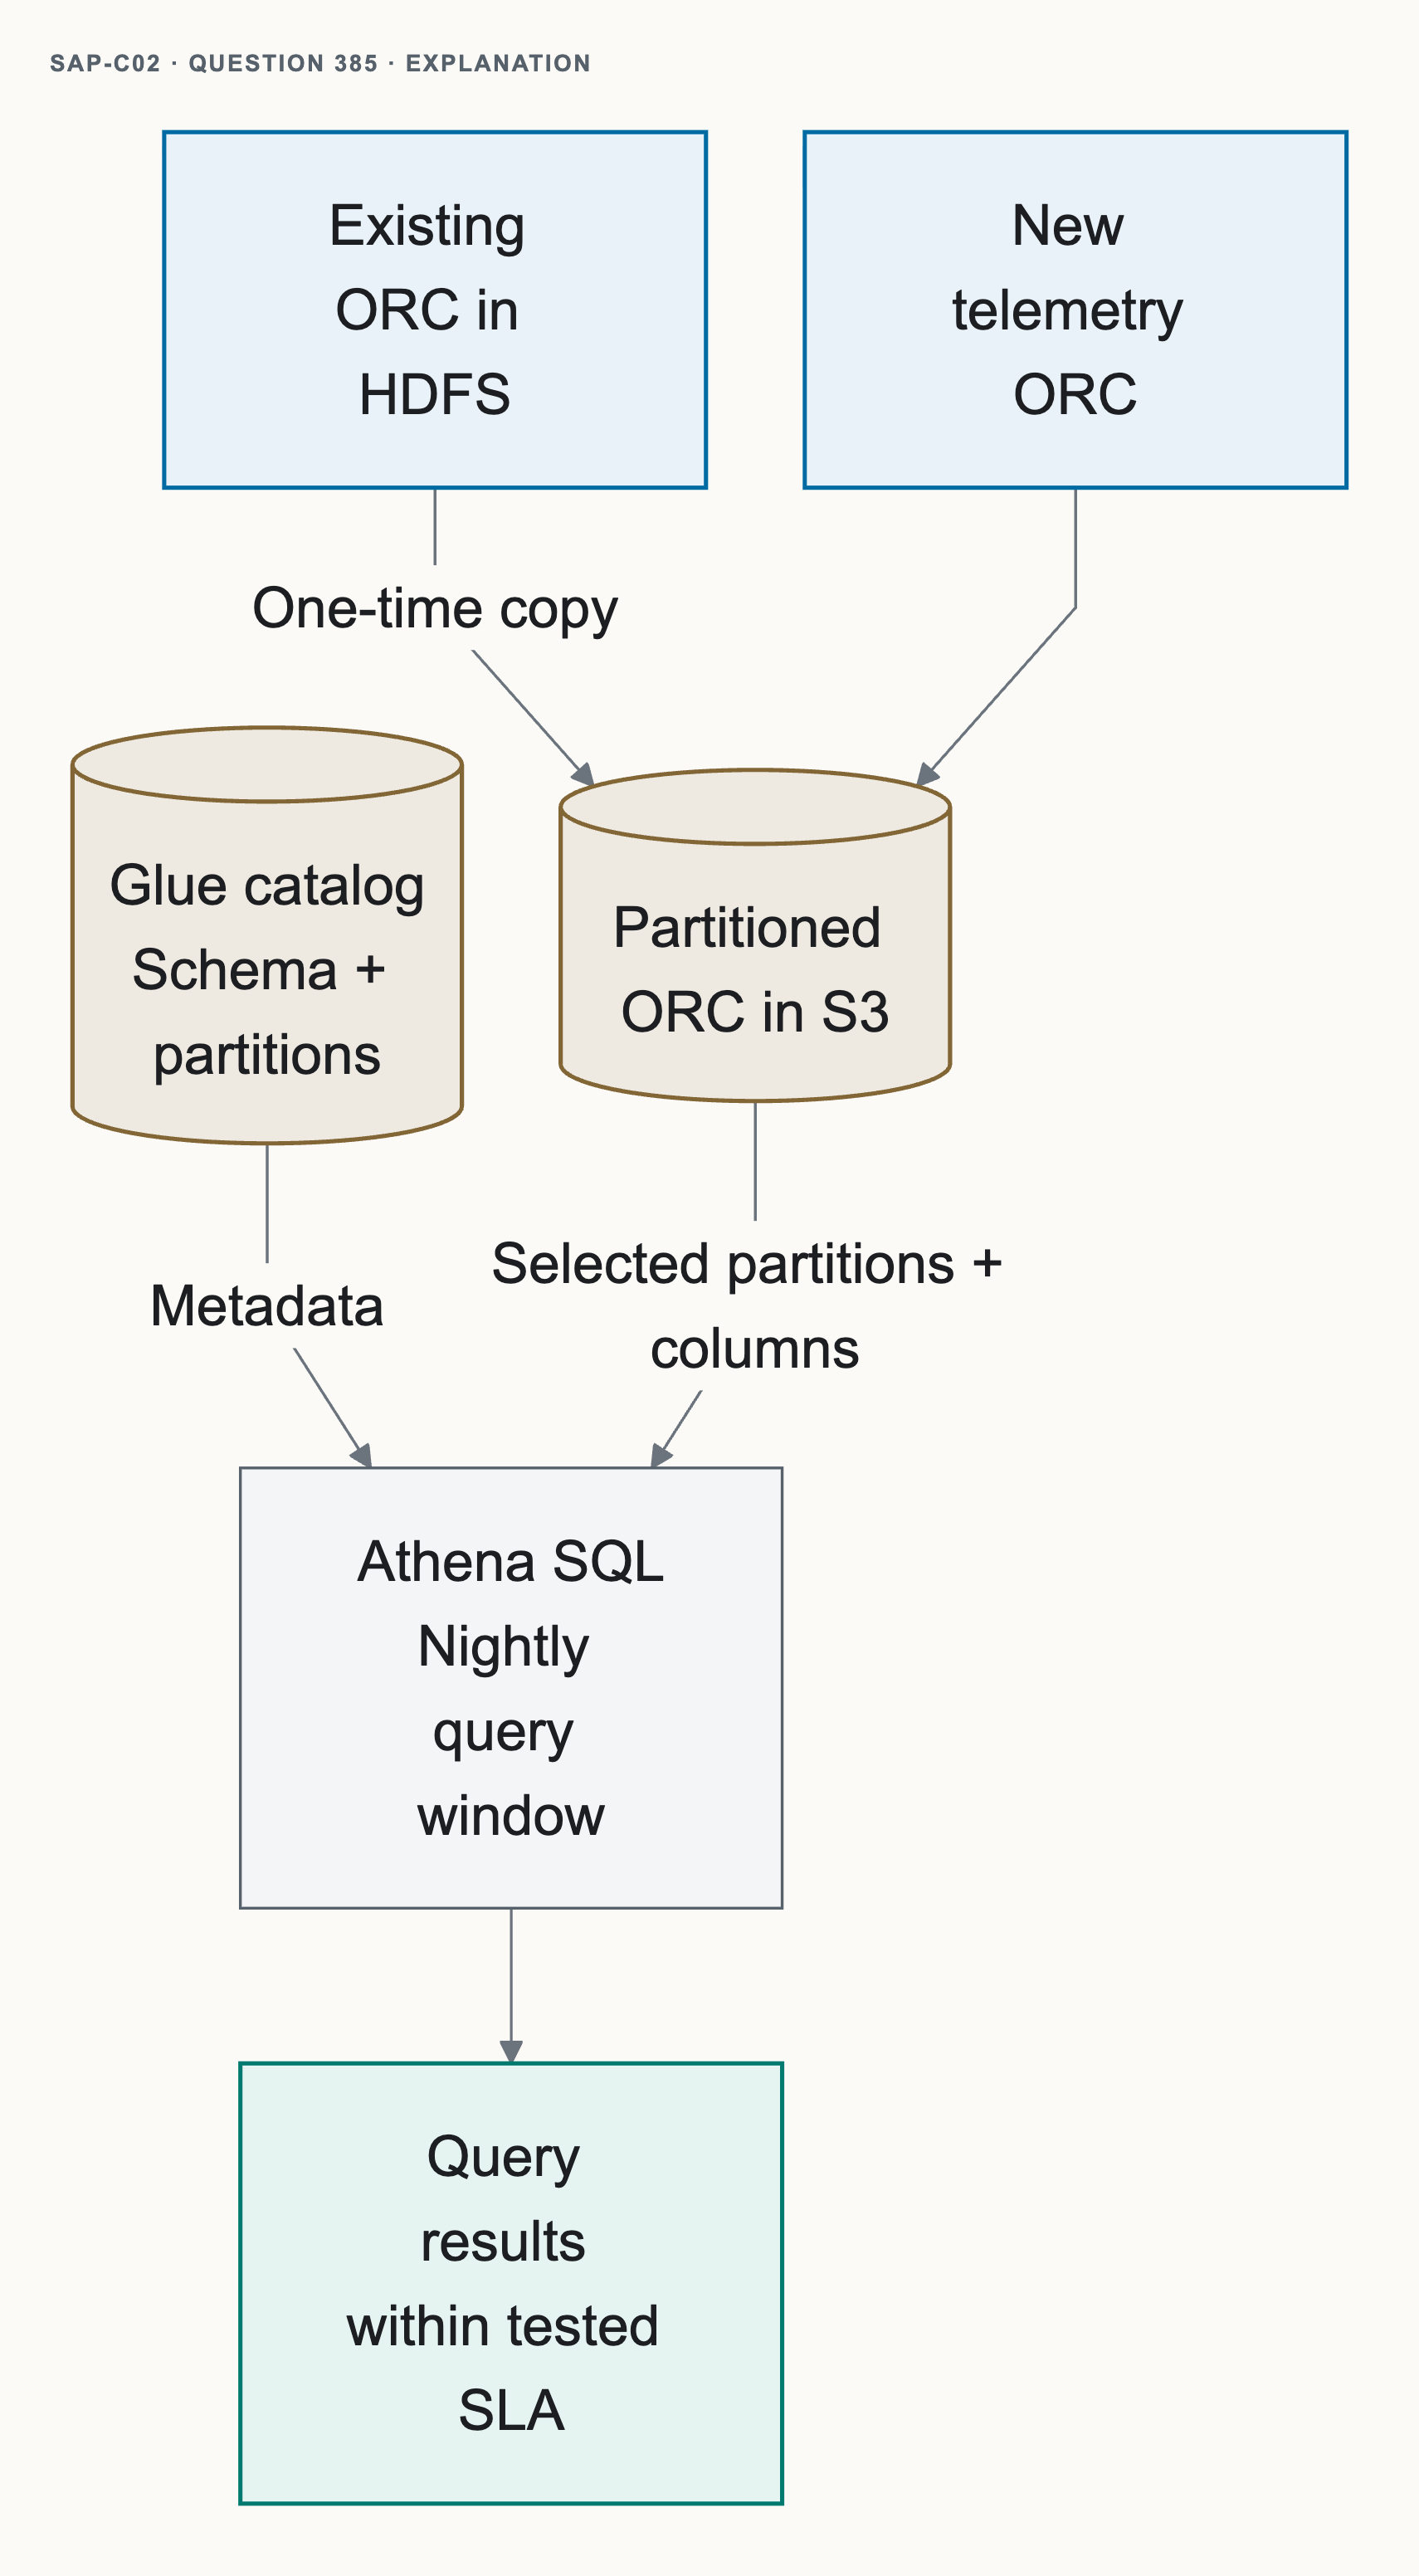 SAP-C02 · QUESTION 385 · EXPLANATION
Existing
ORC in
HDFS
New
telemetry
ORC
One-time copy
Glue catalog
Schema +
partitions
Partitioned
ORC in S3
Metadata
Selected partitions +
columns
Athena SQL
Nightly
query
window
Query
results
within tested
SLA